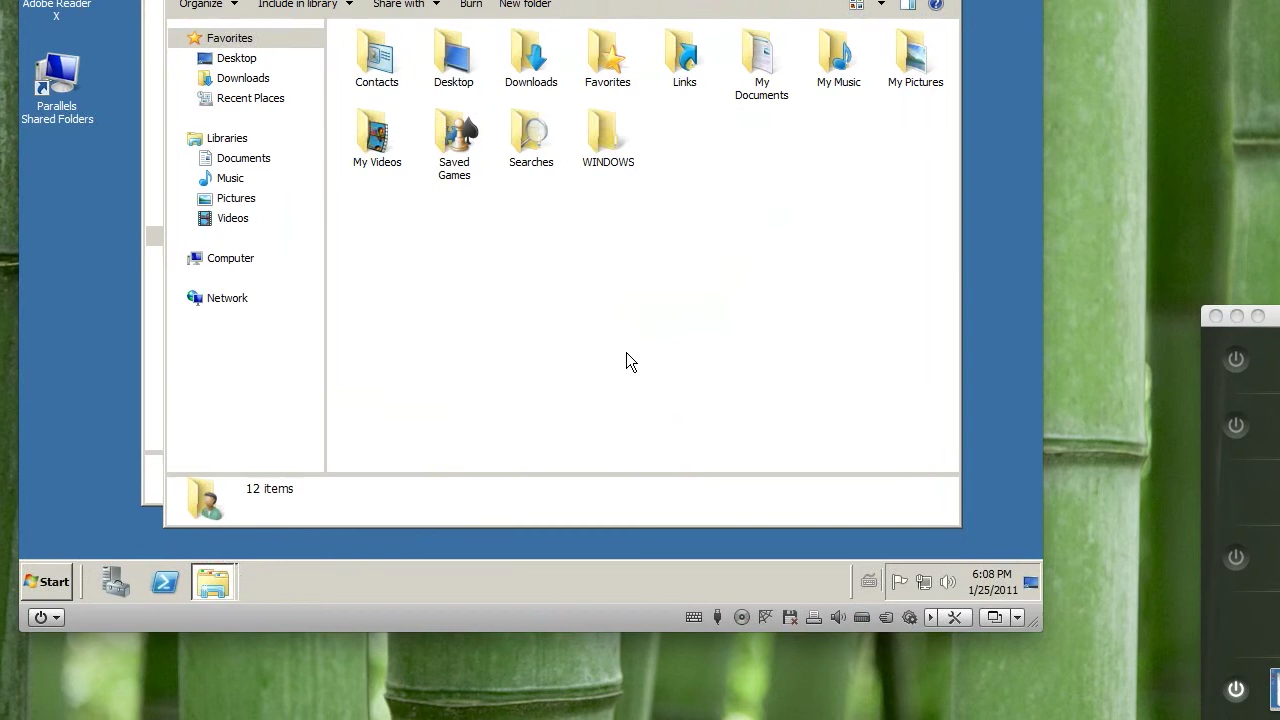 Adobe Reader
X
Parallels
Shared Folders
Organize
Include in library
Share with
Burn
New folder
Favorites
Desktop
Downloads
Recent Places
Libraries
Documents
Music
Pictures
Videos
Computer
Network
Contacts
Desktop
Downloads
Favorites
Links
My
Documents
My Music
My Pictures
My Videos
Saved
Games
Searches
WINDOWS
12 items
Start
6:08 PM
1/25/2011